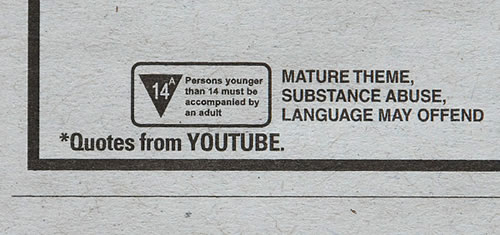 14A
Persons younger
than 14 must be
accompanied by
an adult
MATURE THEME,
SUBSTANCE ABUSE,
LANGUAGE MAY OFFEND
*Quotes from YOUTUBE.